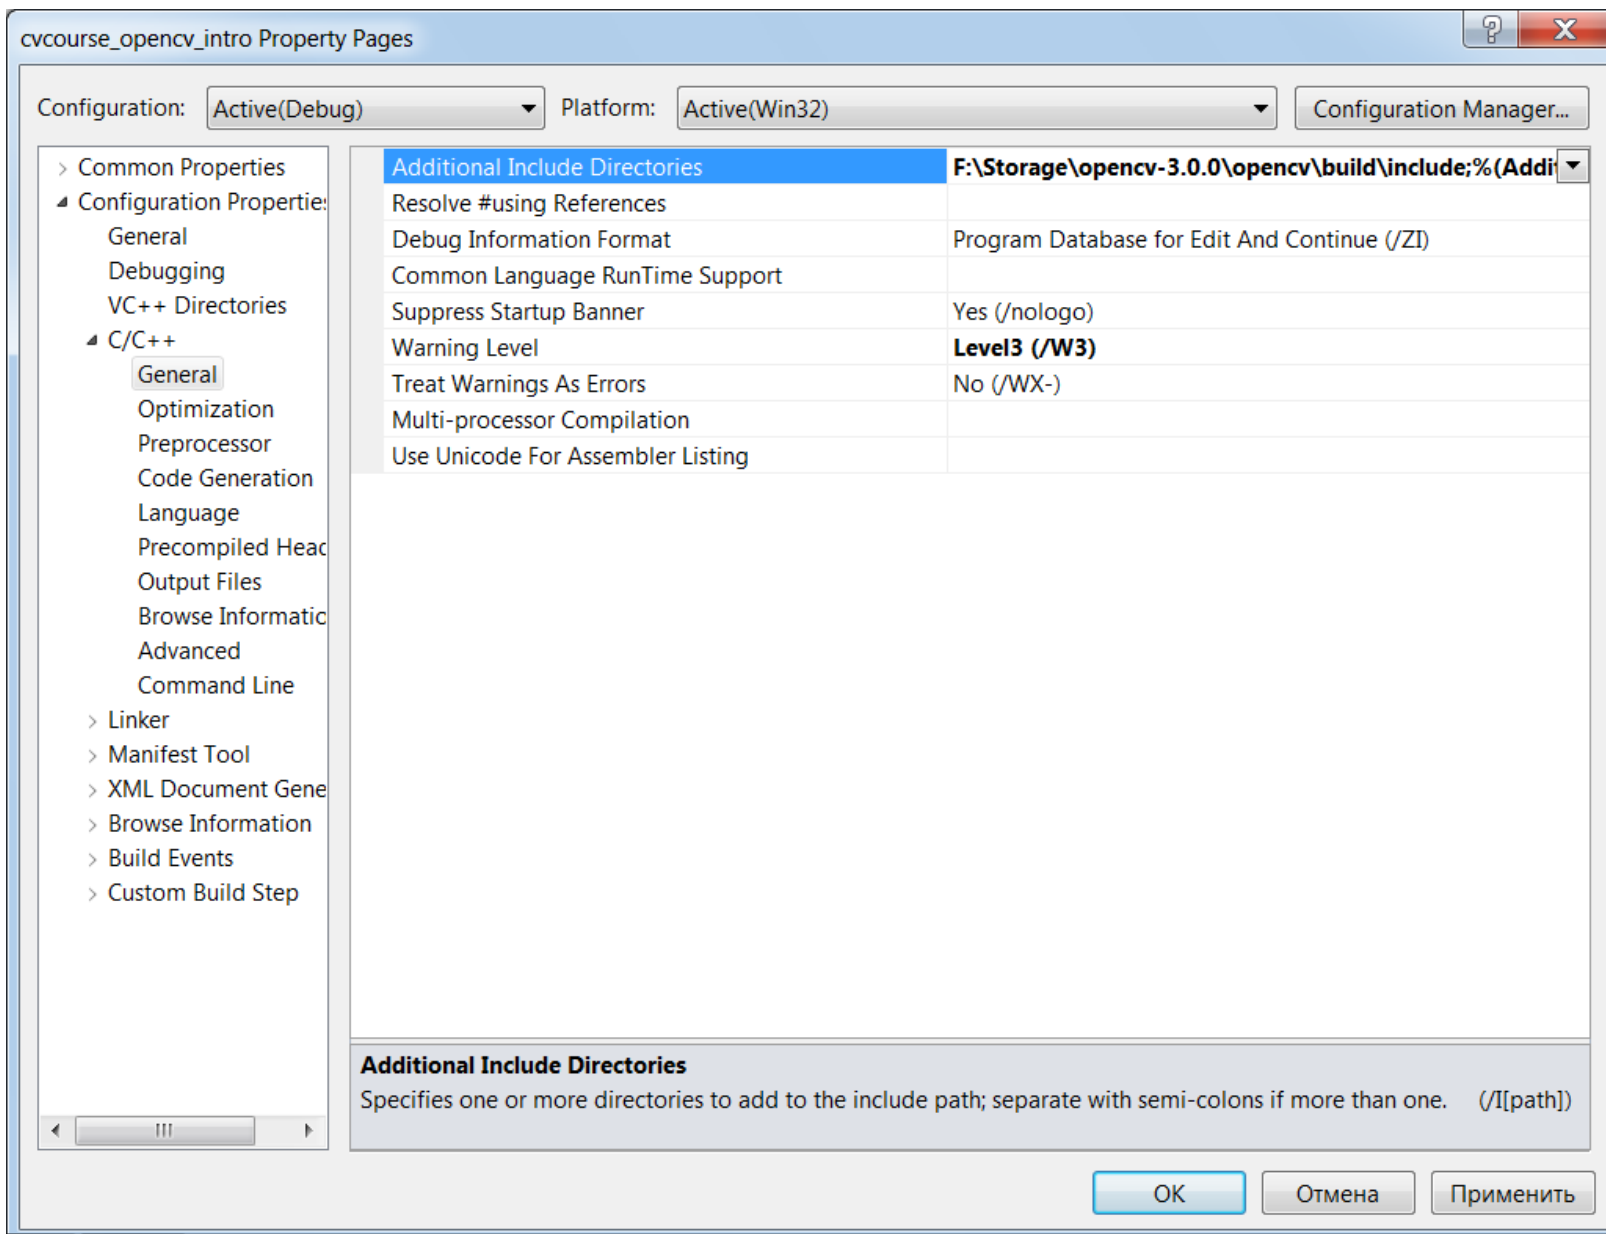 cvcourse_opencv_intro Property Pages
Configuration: Active(Debug) Platform: Active(Win32) Configuration Manager...
Common Properties
Configuration Propertie
General
Debugging
VC++ Directories
C/C++
General
Optimization
Preprocessor
Code Generation
Language
Precompiled Head
Output Files
Browse Informatio
Advanced
Command Line
Linker
Manifest Tool
XML Document Gene
Browse Information
Build Events
Custom Build Step
Additional Include Directories F:\Storage\opencv-3.0.0\opencv\build\include;%(Addi
Resolve #using References
Debug Information Format Program Database for Edit And Continue (/ZI)
Common Language RunTime Support
Suppress Startup Banner Yes (/nologo)
Warning Level Level3 (/W3)
Treat Warnings As Errors No (/WX-)
Multi-processor Compilation
Use Unicode For Assembler Listing
Additional Include Directories
Specifies one or more directories to add to the include path; separate with semi-colons if more than one. (/I[path])
OK Отмена Применить